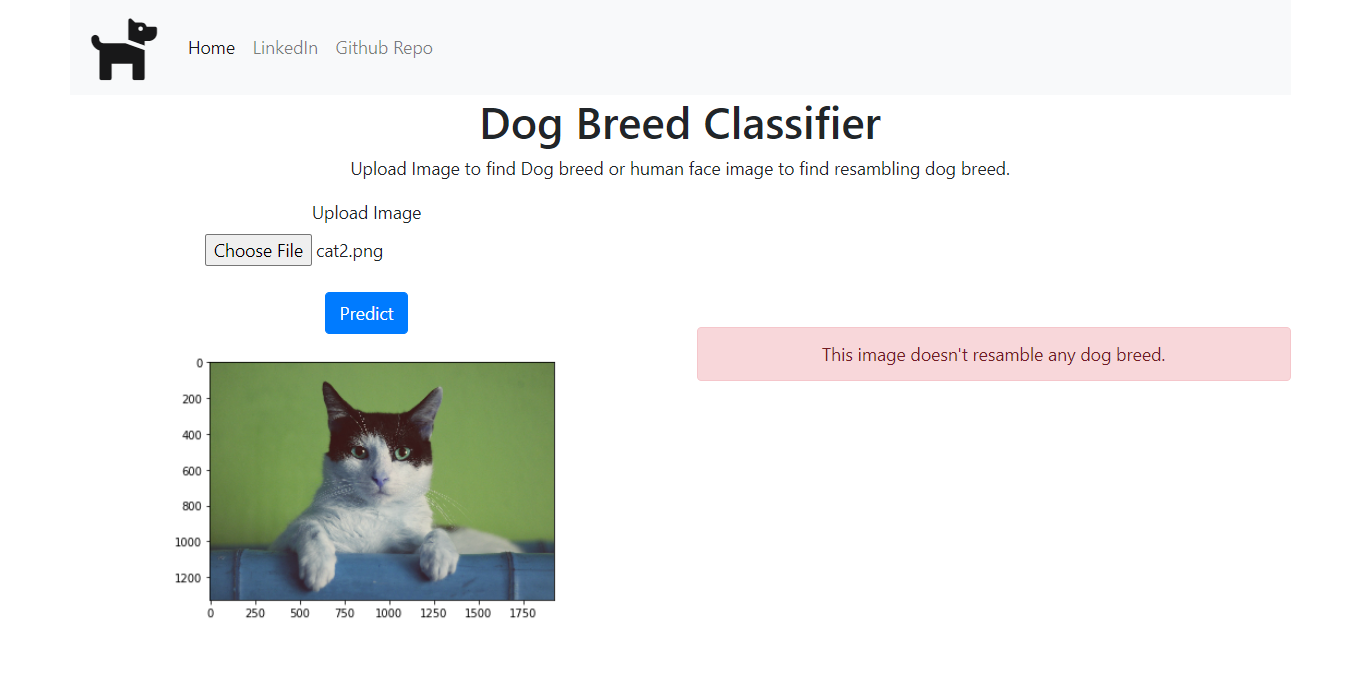 Home LinkedIn Github Repo
Dog Breed Classifier
Upload Image to find Dog breed or human face image to find resambling dog breed.
Upload Image
Choose File cat2.png
Predict
This image doesn't resamble any dog breed.
0
200
400
600
800
1000
1200
0 250 500 750 1000 1250 1500 1750